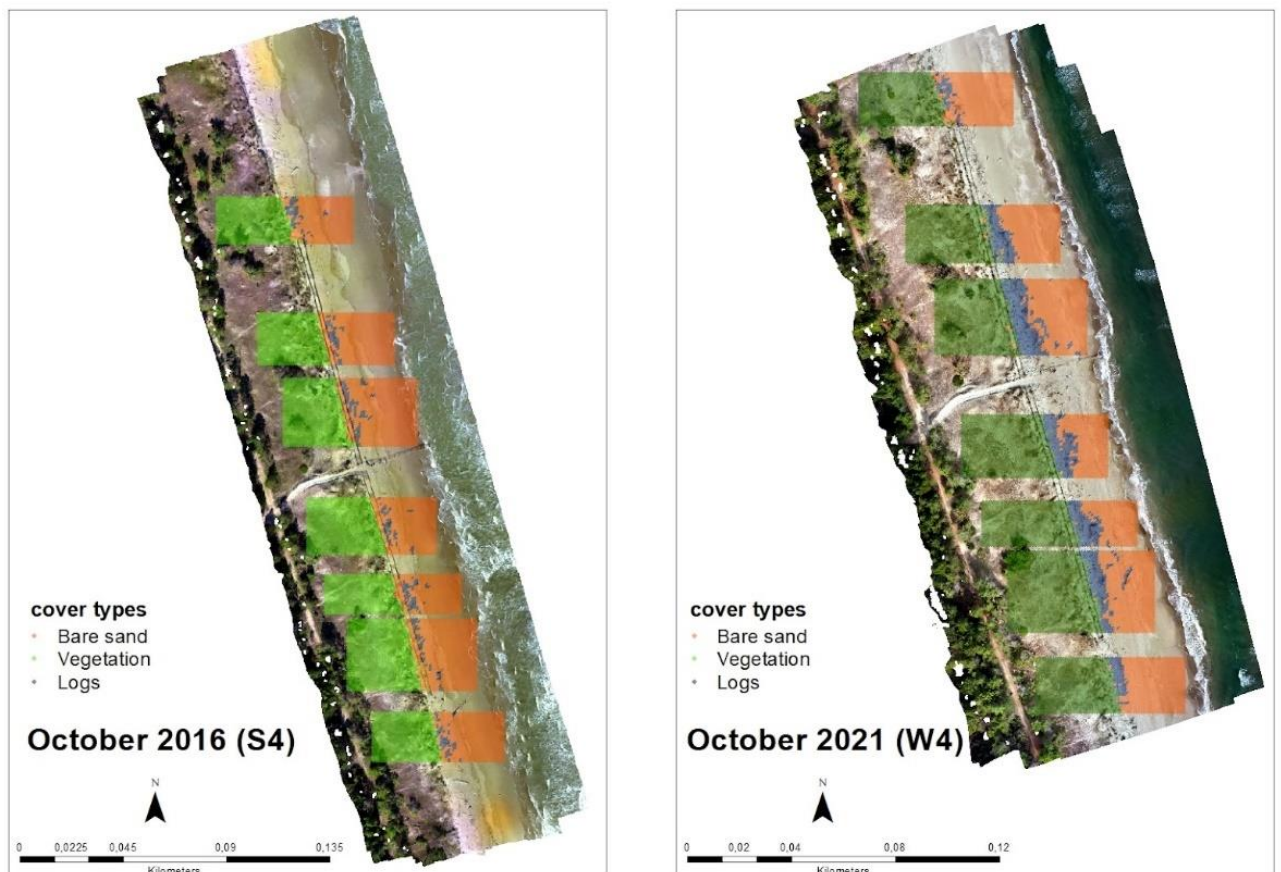 cover types
Bare sand
Vegetation
Logs
October 2016 (S4)
N
0 0,0225 0,045 0,09 0,135
Kilometers
cover types
Bare sand
Vegetation
Logs
October 2021 (W4)
N
0 0,02 0,04 0,08 0,12
Kilometers